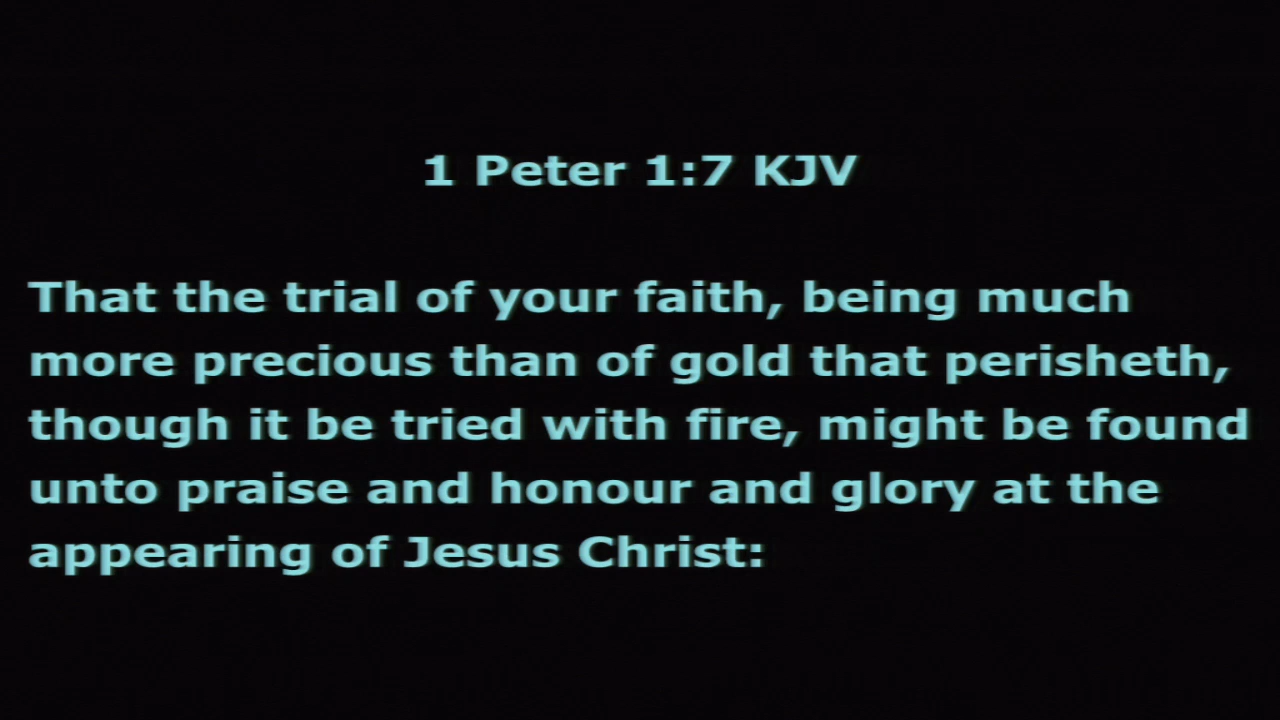 1 Peter 1:7 KJV
That the trial of your faith, being much
more precious than of gold that perisheth,
though it be tried with fire, might be found
unto praise and honour and glory at the
appearing of Jesus Christ: